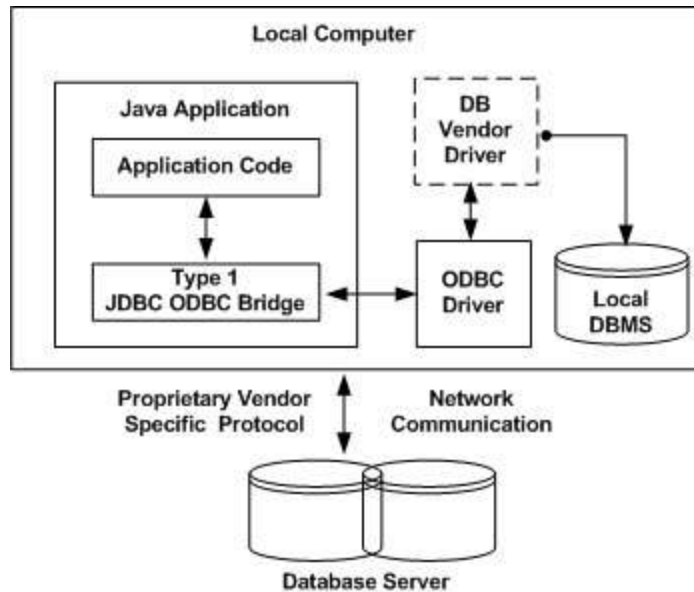 Local Computer
Java Application
Application Code
Type 1
JDBC ODBC Bridge
DB
Vendor
Driver
ODBC
Driver
Local
DBMS
Proprietary Vendor
Specific Protocol
Network
Communication
Database Server